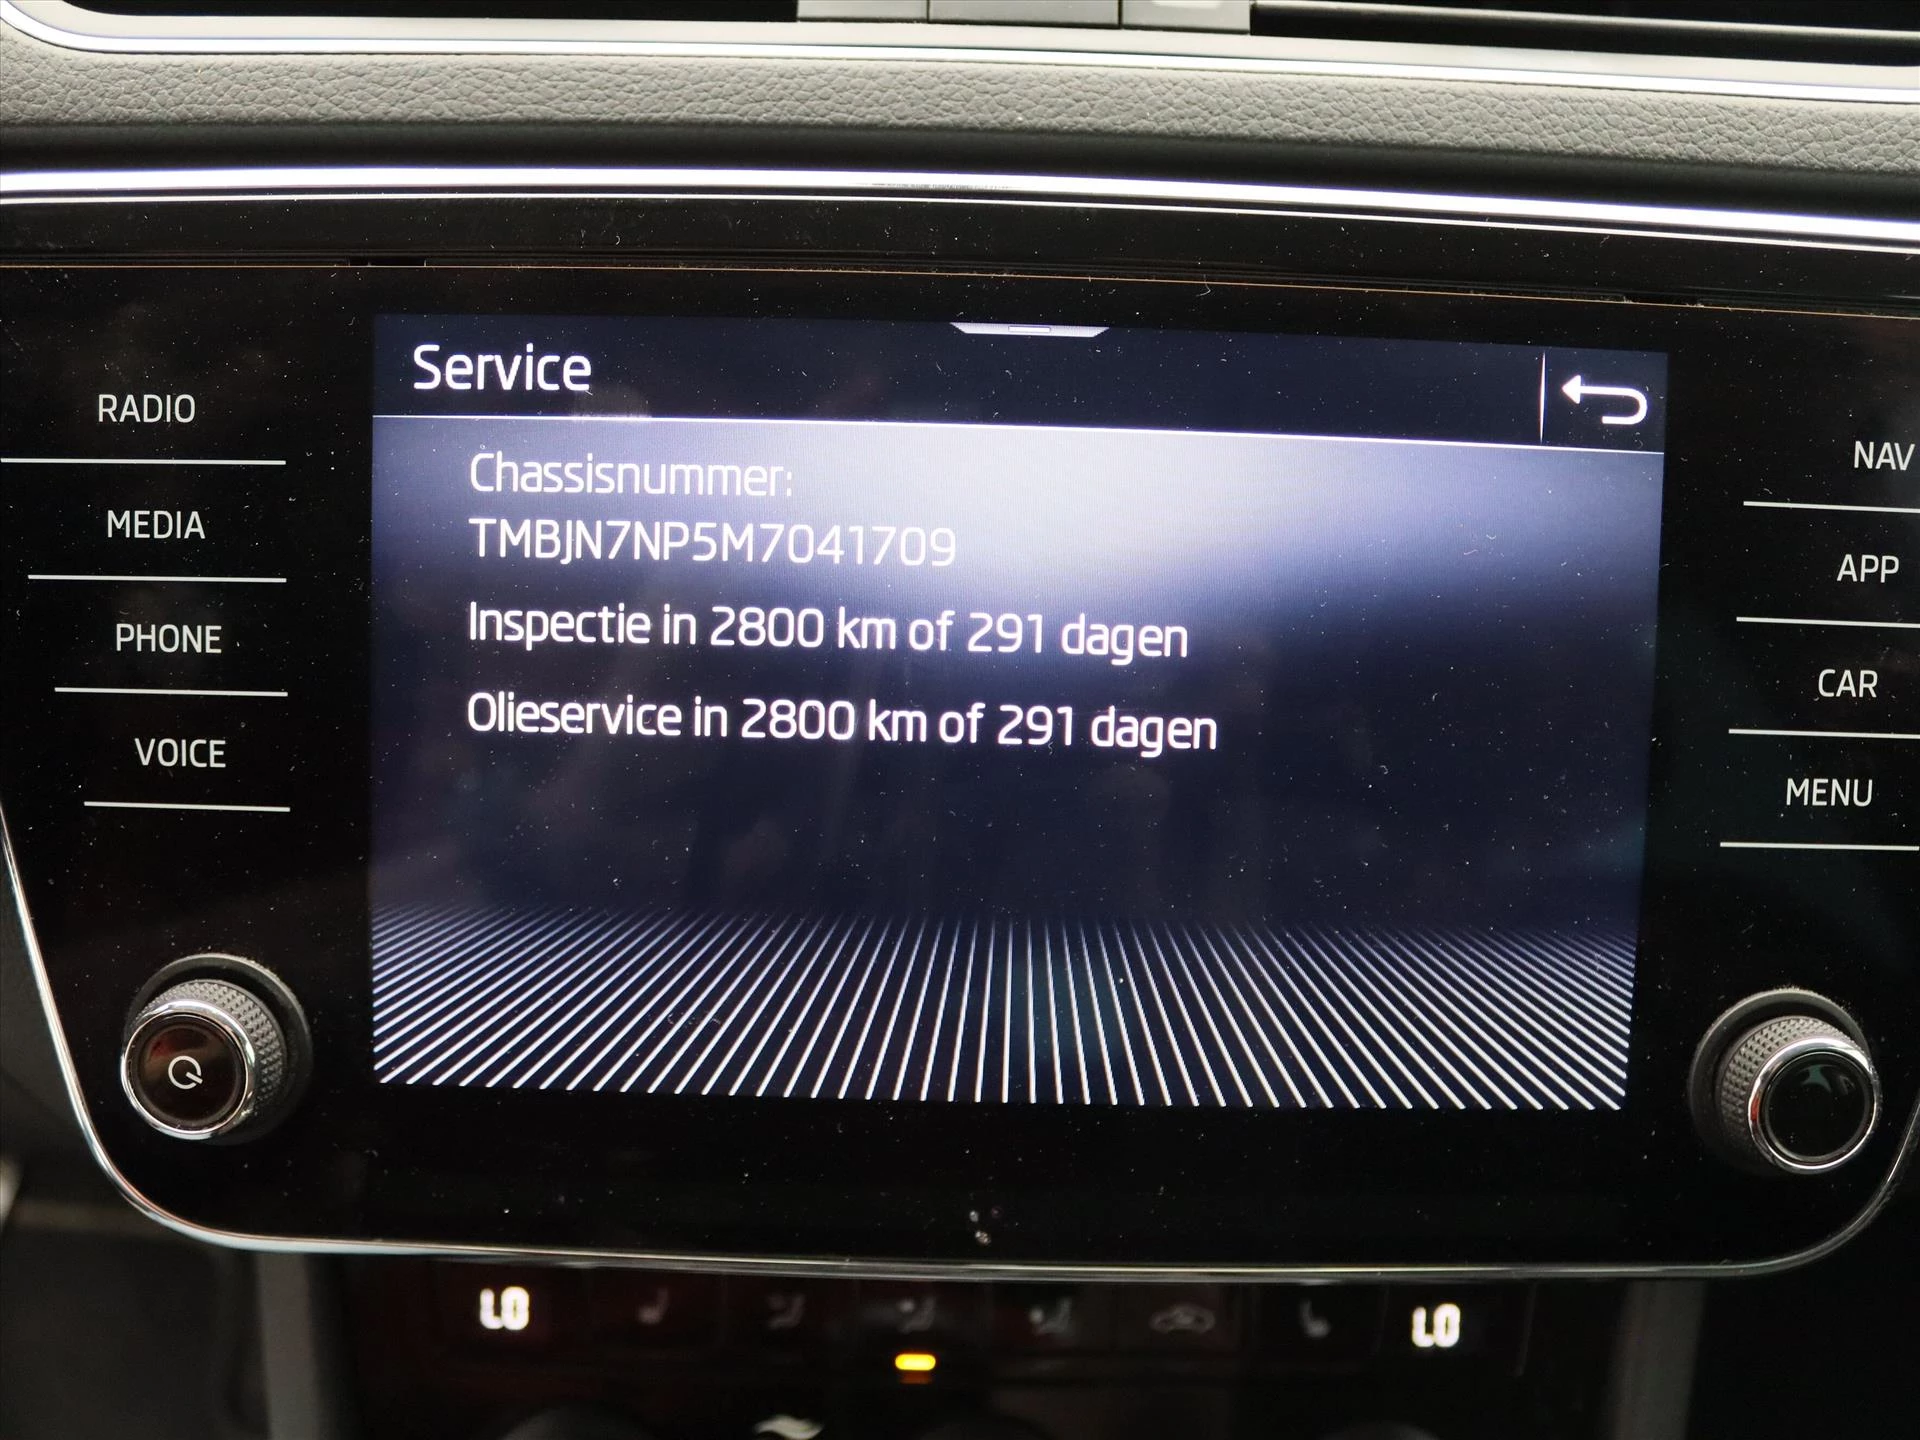 Service
RADIO
MEDIA
PHONE
VOICE
Chassisnummer:
TMBJN7NP5M7041709
Inspectie in 2800 km of 291 dagen
Olieservice in 2800 km of 291 dagen
NAV
APP
CAR
MENU
LO
LO